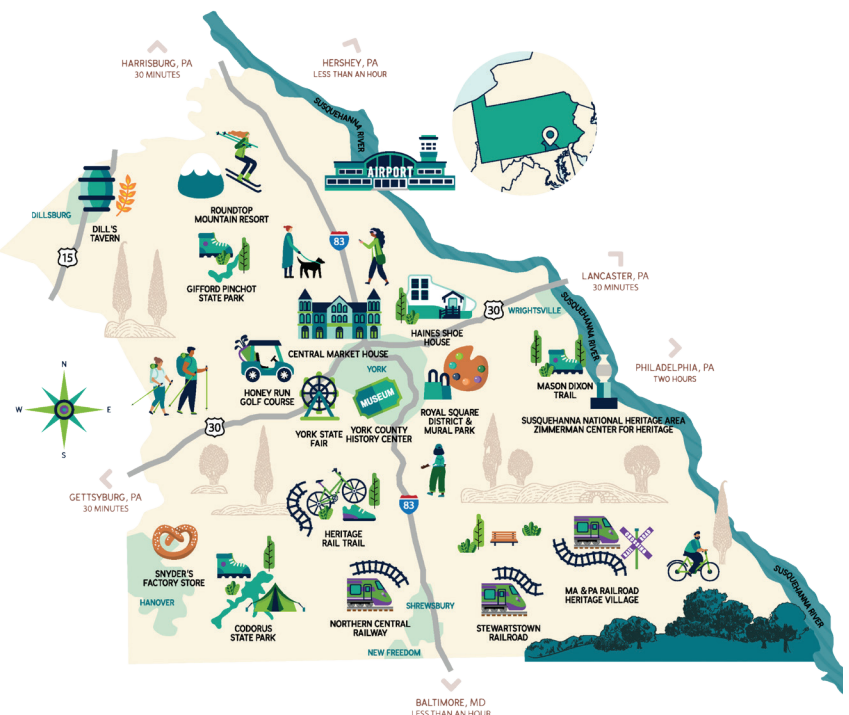 HARRISBURG, PA
30 MINUTES
HERSHEY, PA
LESS THAN AN HOUR
SUSQUEHANNA RIVER
AIRPORT
ROUNDTOP
MOUNTAIN RESORT
DILLSBURG
DILL'S
TAVERN
15
83
GIFFORD PINCHOT
STATE PARK
LANCASTER, PA
30 MINUTES
30
WRIGHTSVILLE
SUSQUEHANNA RIVER
HAINES SHOE
HOUSE
CENTRAL MARKET HOUSE
YORK
PHILADELPHIA, PA
TWO HOURS
MASON DIXON
TRAIL
HONEY RUN
GOLF COURSE
MUSEUM
N
W
E
S
YORK STATE
FAIR
YORK COUNTY
HISTORY CENTER
ROYAL SQUARE
DISTRICT &
MURAL PARK
SUSQUEHANNA NATIONAL HERITAGE AREA
ZIMMERMAN CENTER FOR HERITAGE
30
GETTSYBURG, PA
30 MINUTES
83
HERITAGE
RAIL TRAIL
SNYDER'S
FACTORY STORE
HANOVER
CODORUS
STATE PARK
NORTHERN CENTRAL
RAILWAY
SHREWSBURY
NEW FREEDOM
STEWARTSTOWN
RAILROAD
MA & PA RAILROAD
HERITAGE VILLAGE
SUSQUEHANNA RIVER
BALTIMORE, MD
LESS THAN AN HOUR